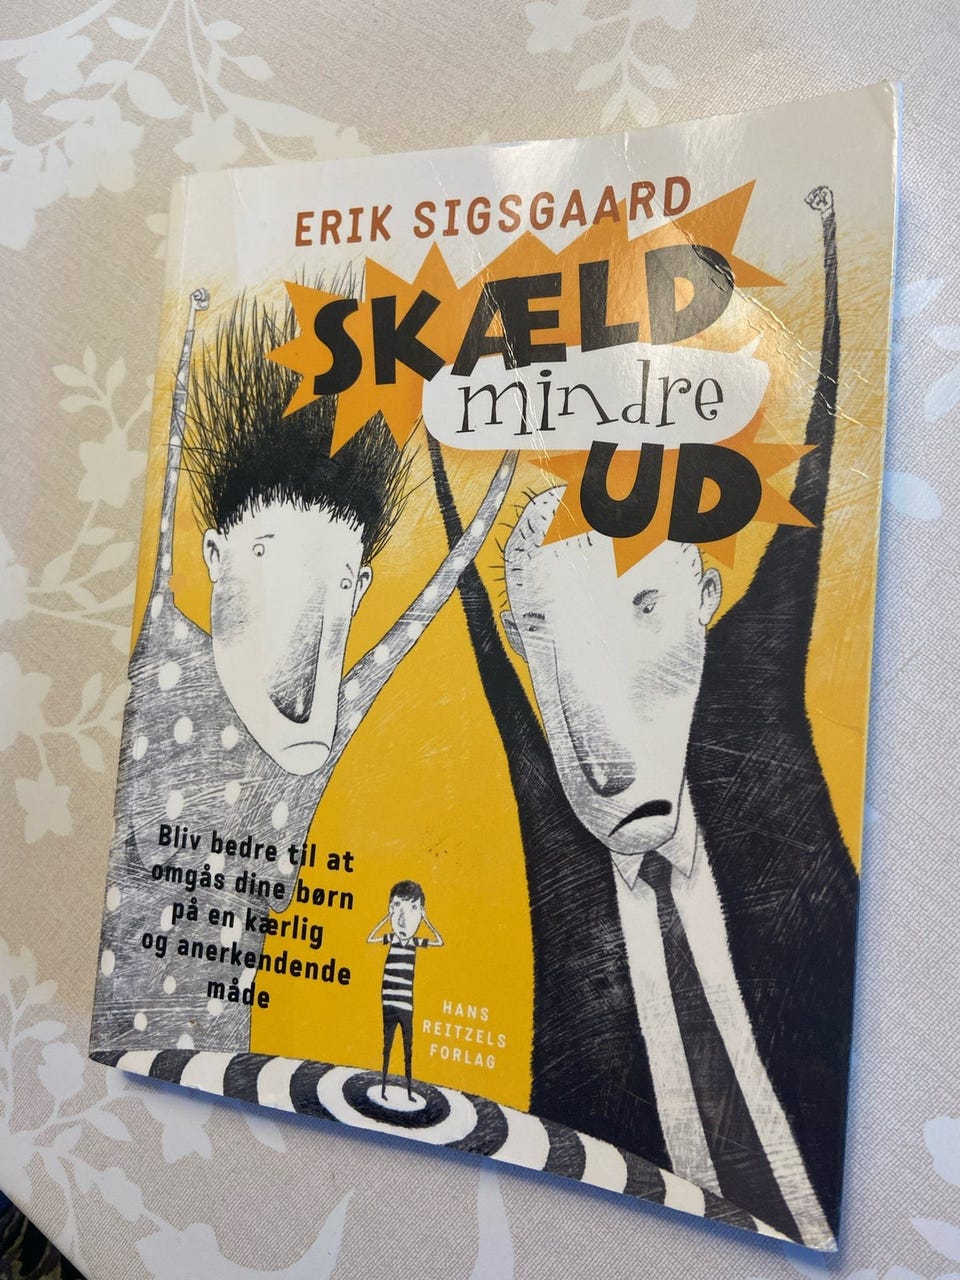 ERIK SIGSGAARD
SKÆLD
mindre
UD
Bliv bedre til at
omgås dine børn
på en kærlig
og anerkendende
måde
HANS
REITZELS
FORLAG